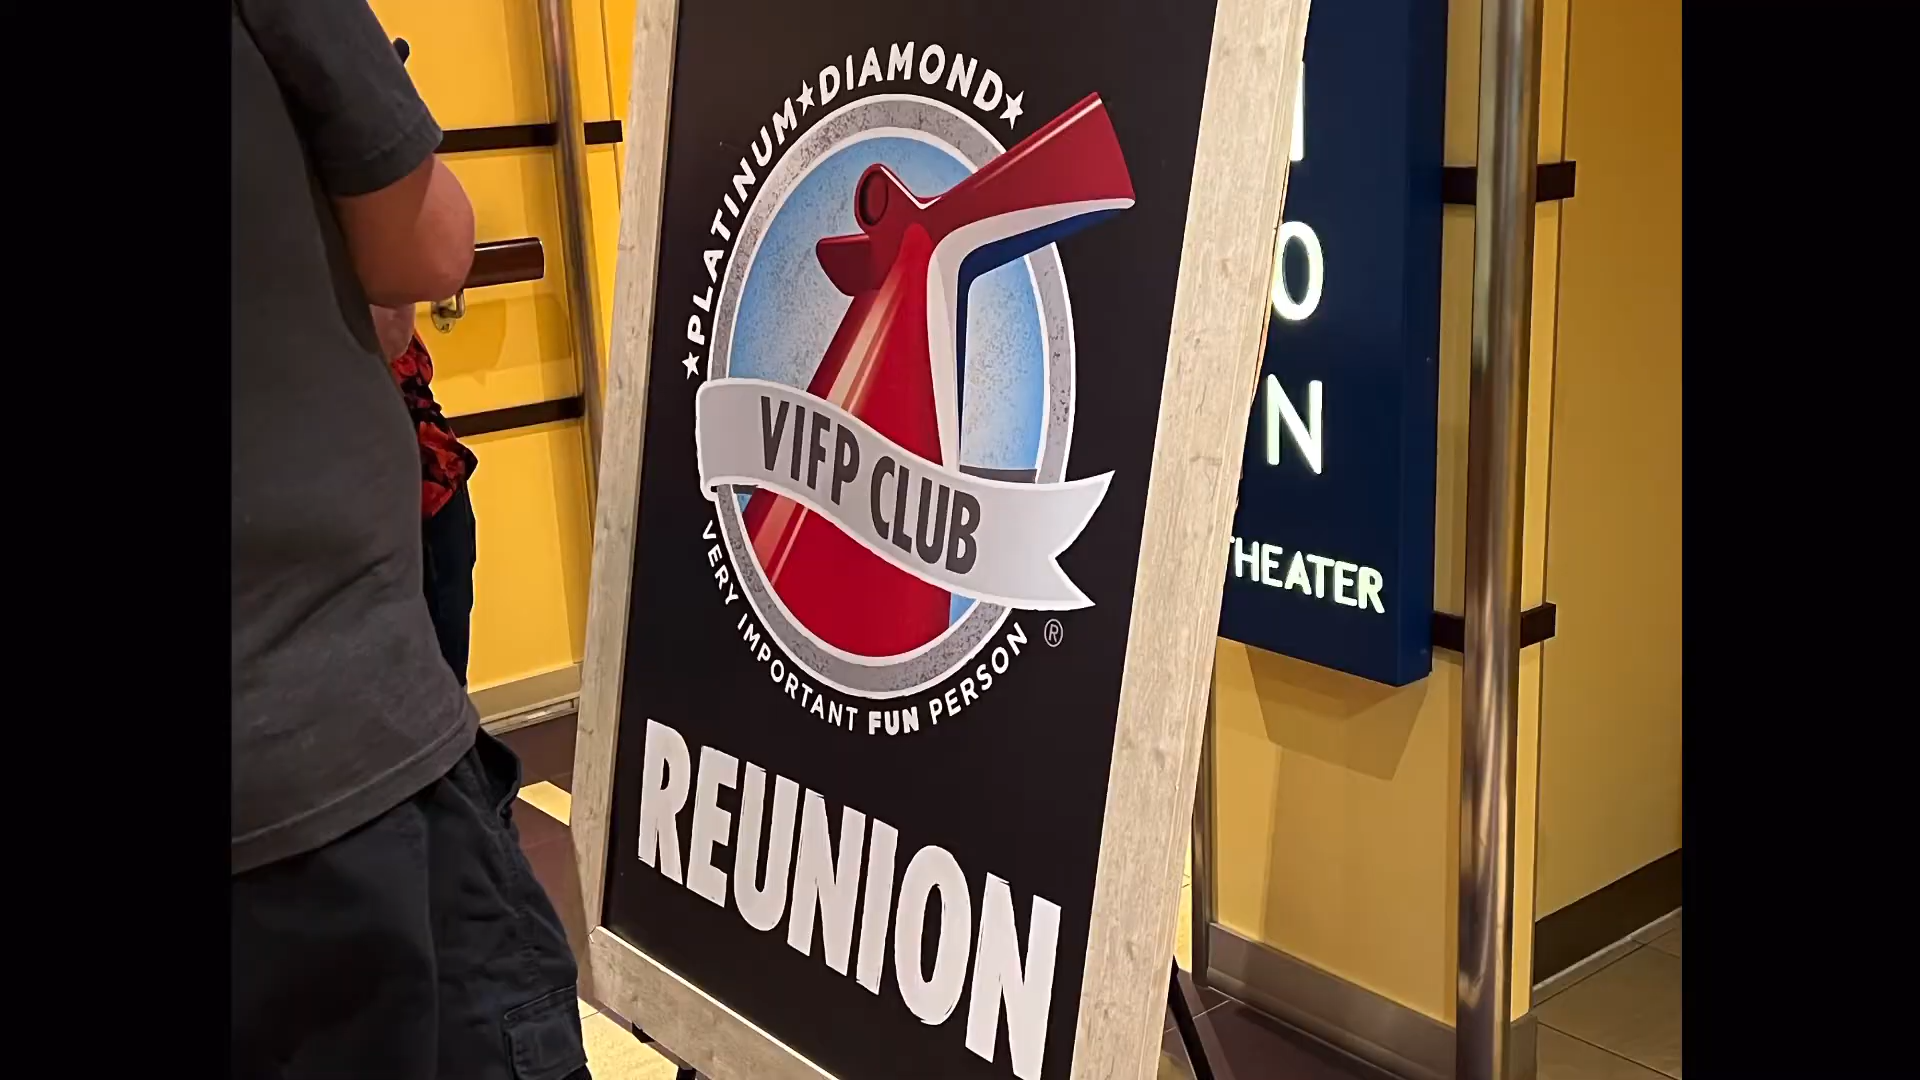 ★PLATINUM★DIAMOND★
VIFP CLUB
VERY IMPORTANT FUN PERSON
®
REUNION
O
N
THEATER